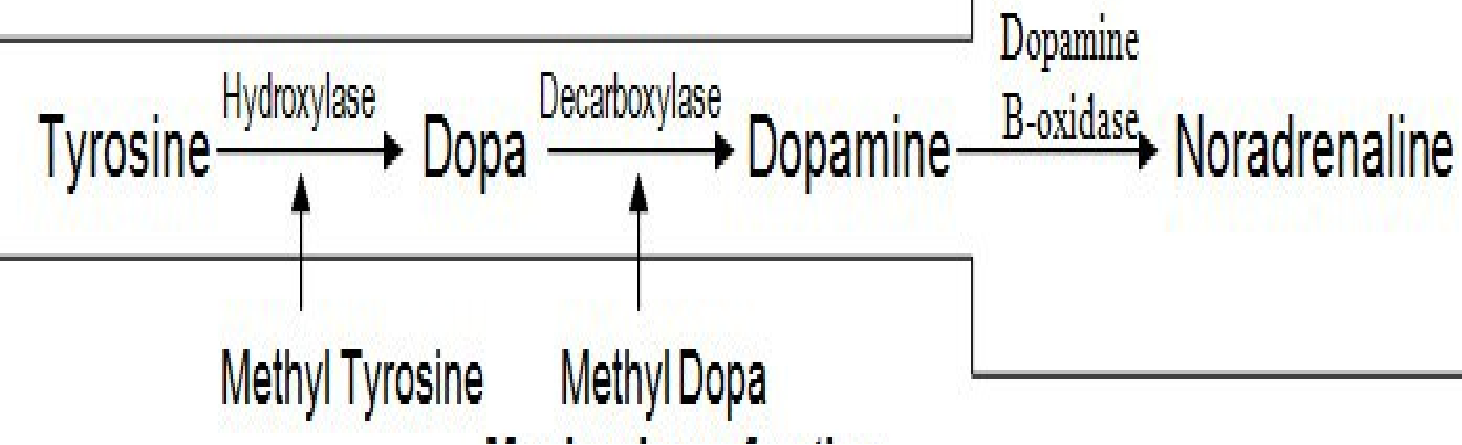 Dopamine
B-oxidase
Hydroxylase
Decarboxylase
Tyrosine
Dopa
Dopamine
Noradrenaline
Methyl Tyrosine
Methyl Dopa